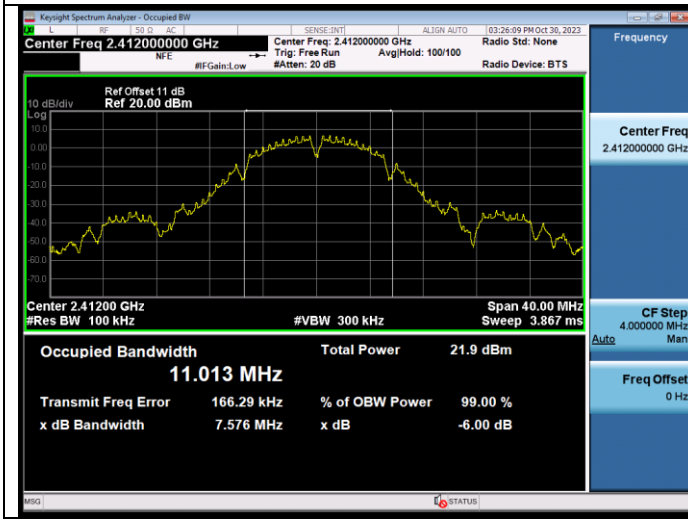 Keysight Spectrum Analyzer - Occupied BW
L RF 50 Ω AC SENSE:INT ALIGN AUTO 03:26:09 PM Oct 30, 2023
Center Freq 2.412000000 GHz Center Freq: 2.412000000 GHz Radio Std: None Frequency
NFE Trig: Free Run Avg|Hold: 100/100
#IFGain:Low #Atten: 20 dB Radio Device: BTS
Ref Offset 11 dB
10 dB/div Ref 20.00 dBm
Log
10.0
0.00
-10.0
-20.0
-30.0
-40.0
-50.0
-60.0
-70.0
Center 2.41200 GHz Span 40.00 MHz
#Res BW 100 kHz #VBW 300 kHz Sweep 3.867 ms
Occupied Bandwidth Total Power 21.9 dBm
11.013 MHz
Transmit Freq Error 166.29 kHz % of OBW Power 99.00 %
x dB Bandwidth 7.576 MHz x dB -6.00 dB
Center Freq
2.412000000 GHz
CF Step
4.000000 MHz
Auto Man
Freq Offset
0 Hz
MSG STATUS